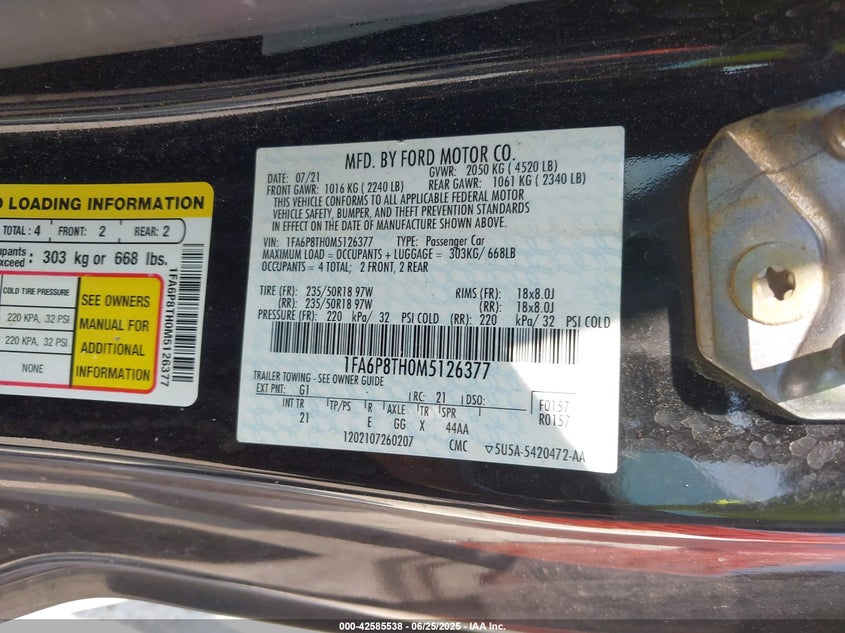 LOADING INFORMATION
TOTAL: 4 FRONT: 2 REAR: 2
303 kg or 668 lbs.
COLD TIRE PRESSURE
220 KPA, 32 PSI
220 KPA, 32 PSI
NONE
SEE OWNERS
MANUAL FOR
ADDITIONAL
INFORMATION
1FA6P8TH0M5126377
MFD. BY FORD MOTOR CO.
DATE: 07/21 GVWR: 2050 KG (4520 LB)
FRONT GAWR: 1016 KG (2240 LB) REAR GAWR: 1061 KG (2340 LB)
THIS VEHICLE CONFORMS TO ALL APPLICABLE FEDERAL MOTOR
VEHICLE SAFETY, BUMPER, AND THEFT PREVENTION STANDARDS
IN EFFECT ON THE DATE OF MANUFACTURE SHOWN ABOVE.
VIN: 1FA6P8TH0M5126377 TYPE: Passenger Car
MAXIMUM LOAD = OCCUPANTS + LUGGAGE = 303KG/ 668LB
OCCUPANTS = 4 TOTAL; 2 FRONT, 2 REAR
TIRE (FR): 235/50R18 97W RIMS (FR): 18x8.0J
(RR): 235/50R18 97W (RR): 18x8.0J
PRESSURE (FR): 220 kPa/ 32 PSI COLD (RR): 220 kPa/ 32 PSI COLD
1FA6P8TH0M5126377
TRAILER TOWING - SEE OWNER GUIDE
EXT PNT: G1 RC: 21 DSO:
INT TR TP/PS R AXLE TR SPR F0157
21 E GG X 44AA R0157
1202107260207 CMC 5U5A-5420472-AA
000-42585538 - 06/25/2025 - IAA Inc.